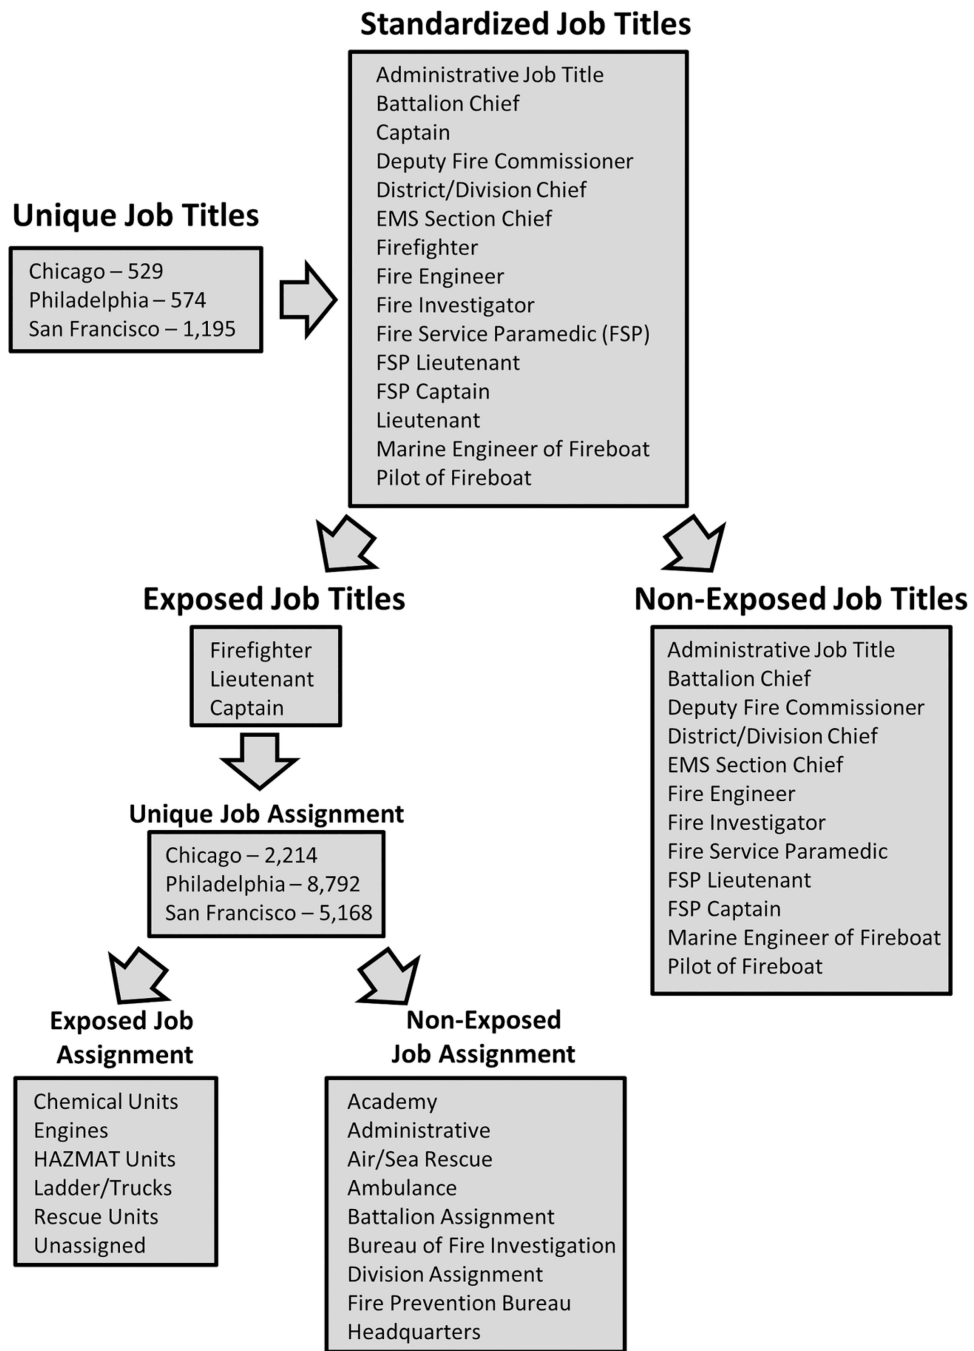 Standardized Job Titles
Administrative Job Title
Battalion Chief
Captain
Deputy Fire Commissioner
District/Division Chief
EMS Section Chief
Firefighter
Fire Engineer
Fire Investigator
Fire Service Paramedic (FSP)
FSP Lieutenant
FSP Captain
Lieutenant
Marine Engineer of Fireboat
Pilot of Fireboat
Unique Job Titles
Chicago – 529
Philadelphia – 574
San Francisco – 1,195
Exposed Job Titles
Firefighter
Lieutenant
Captain
Non-Exposed Job Titles
Administrative Job Title
Battalion Chief
Deputy Fire Commissioner
District/Division Chief
EMS Section Chief
Fire Engineer
Fire Investigator
Fire Service Paramedic
FSP Lieutenant
FSP Captain
Marine Engineer of Fireboat
Pilot of Fireboat
Unique Job Assignment
Chicago – 2,214
Philadelphia – 8,792
San Francisco – 5,168
Exposed Job
Assignment
Chemical Units
Engines
HAZMAT Units
Ladder/Trucks
Rescue Units
Unassigned
Non-Exposed
Job Assignment
Academy
Administrative
Air/Sea Rescue
Ambulance
Battalion Assignment
Bureau of Fire Investigation
Division Assignment
Fire Prevention Bureau
Headquarters